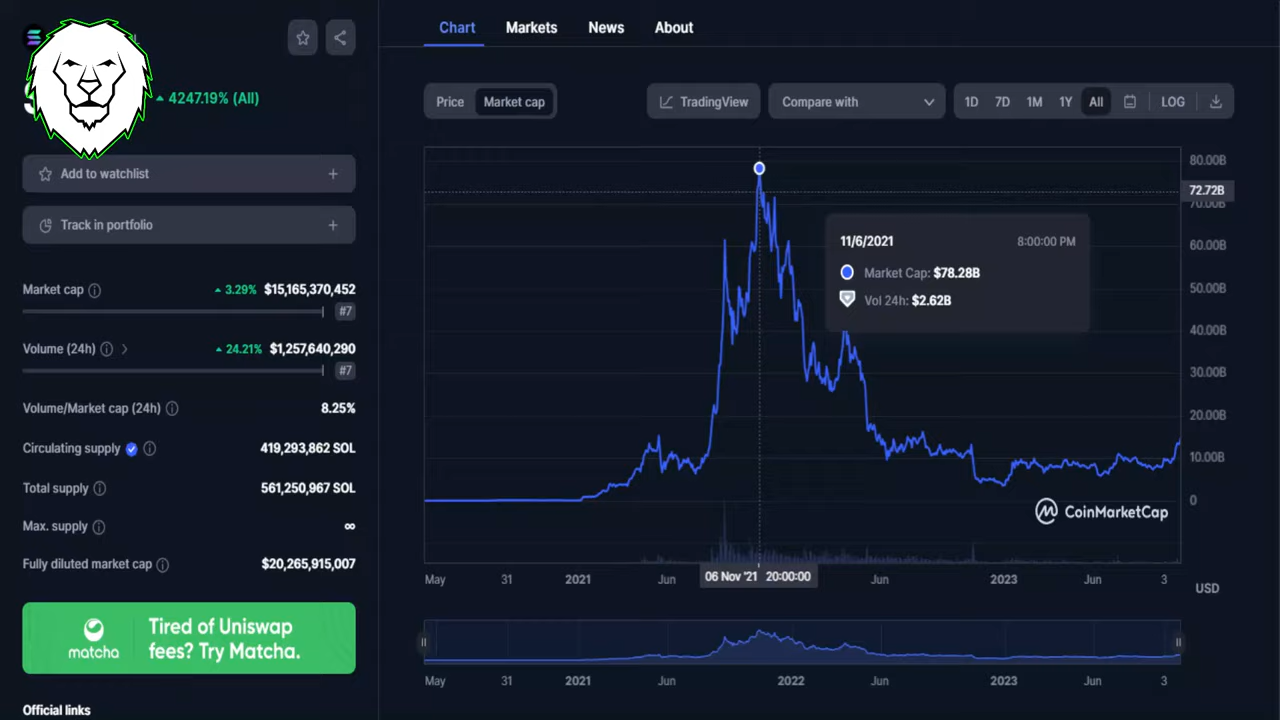 Chart Markets News About
4247.19% (All)
Price Market cap TradingView Compare with 1D 7D 1M 1Y All LOG
Add to watchlist +
Track in portfolio +
Market cap 3.29% $15,165,370,452
#7
Volume (24h) 24.21% $1,257,640,290
#7
Volume/Market cap (24h) 8.25%
Circulating supply 419,293,862 SOL
Total supply 561,250,967 SOL
Max. supply ∞
Fully diluted market cap $20,265,915,007
matcha
Tired of Uniswap
fees? Try Matcha.
Official links
80.00B
72.72B
70.00B
60.00B
50.00B
40.00B
30.00B
20.00B
10.00B
0
11/6/2021 8:00:00 PM
Market Cap: $78.28B
Vol 24h: $2.62B
CoinMarketCap
May 31 2021 Jun 06 Nov '21 20:00:00 Jun 2023 Jun 3
USD
May 31 2021 Jun 2022 Jun 2023 Jun 3